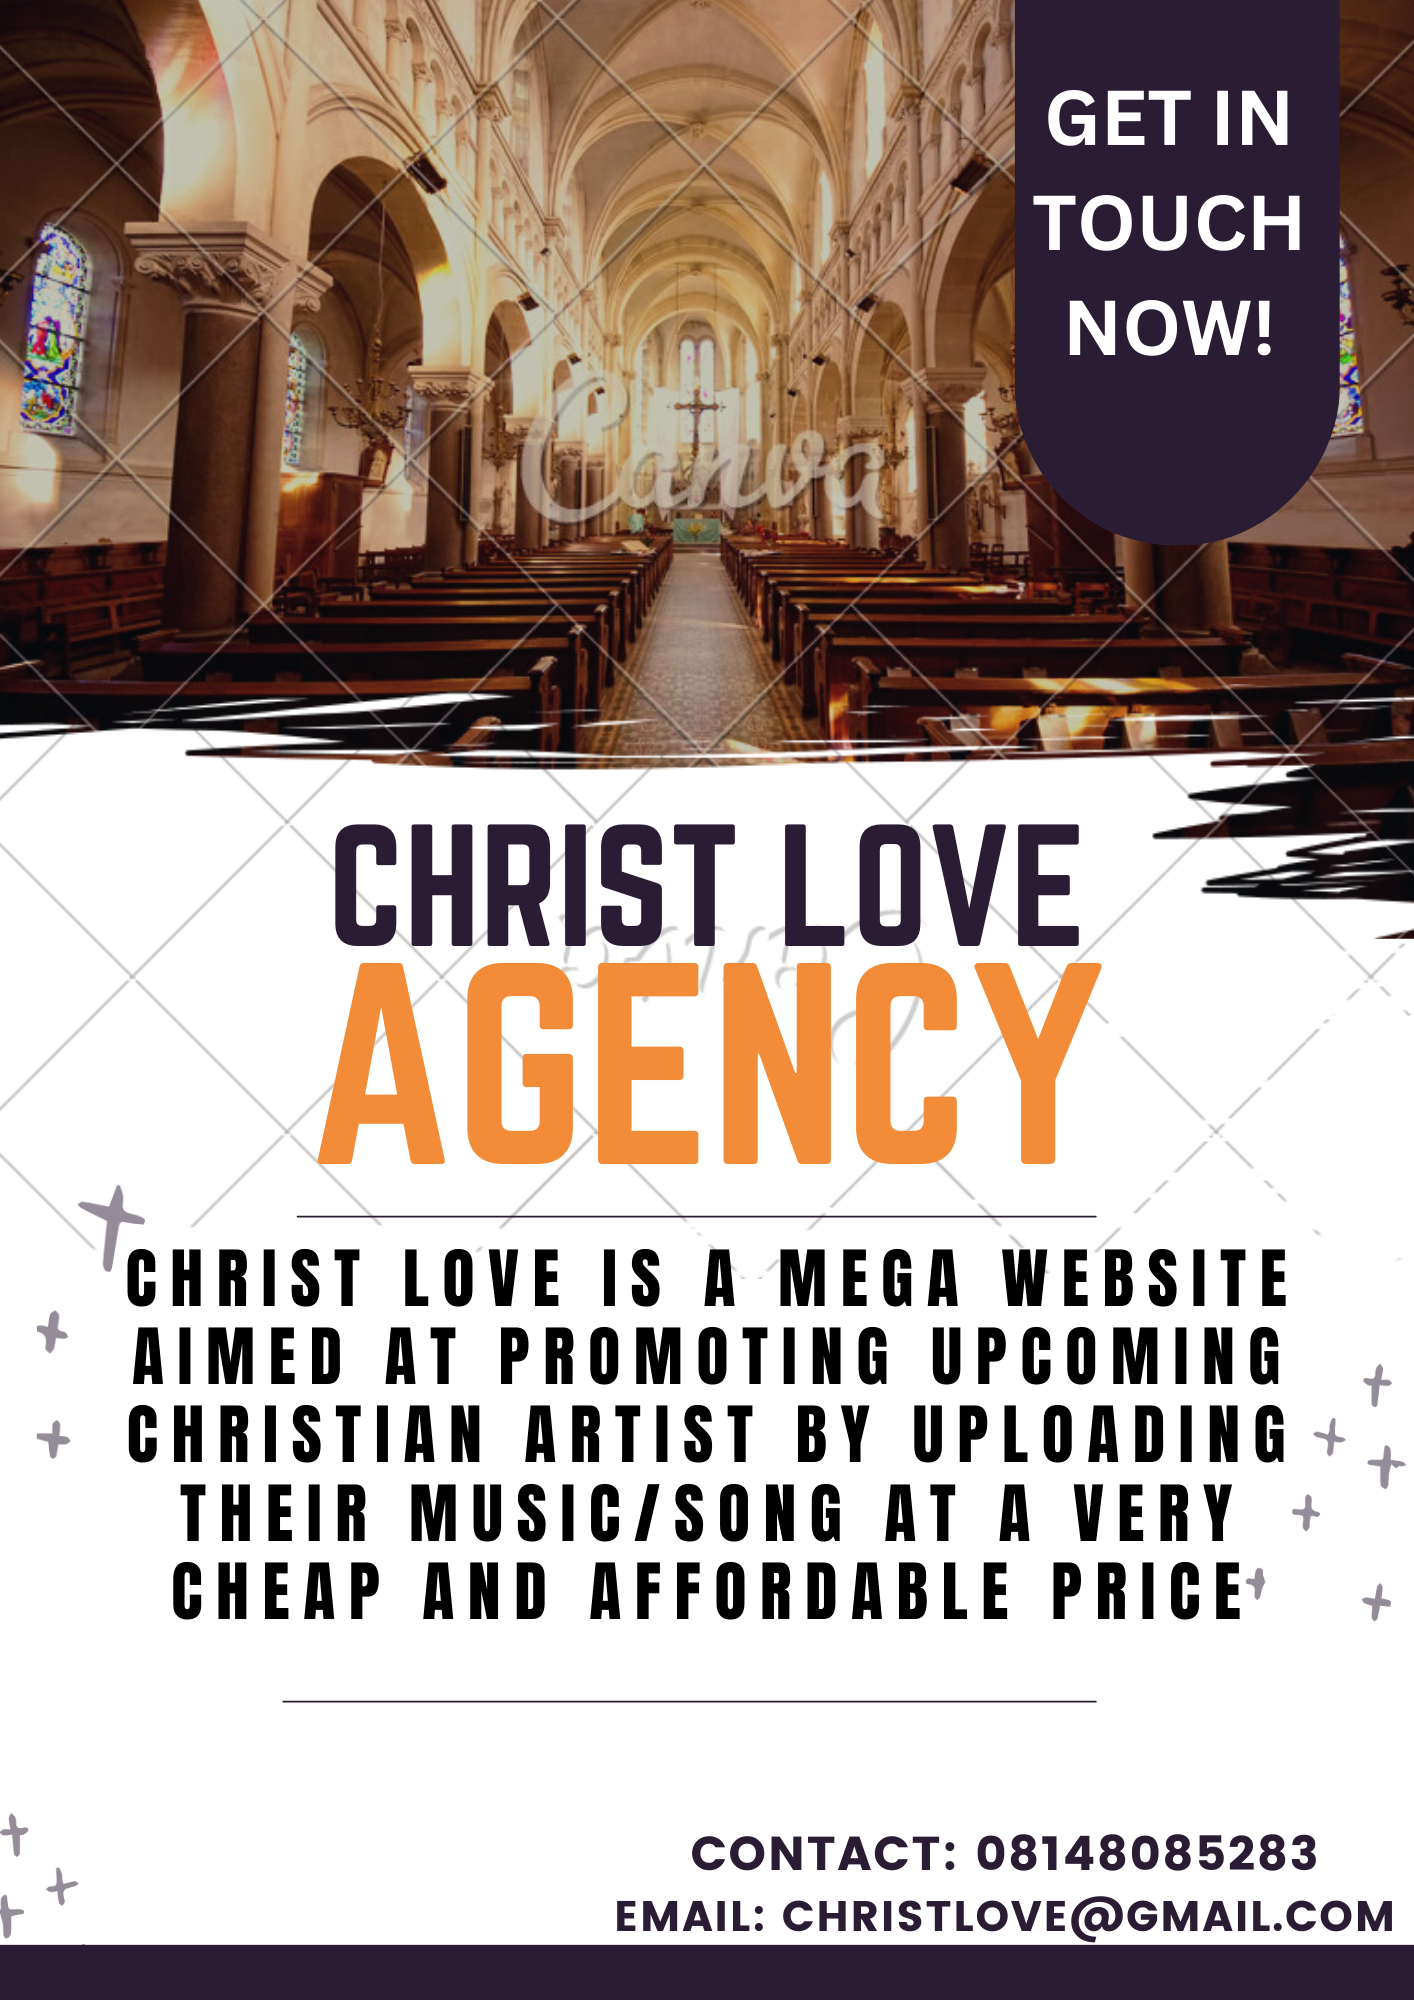 GET IN
TOUCH
NOW!
Canva
CHRIST LOVE
AGENCY
CHRIST LOVE IS A MEGA WEBSITE
AIMED AT PROMOTING UPCOMING
CHRISTIAN ARTIST BY UPLOADING
THEIR MUSIC/SONG AT A VERY
CHEAP AND AFFORDABLE PRICE
CONTACT: 08148085283
EMAIL: CHRISTLOVE@GMAIL.COM